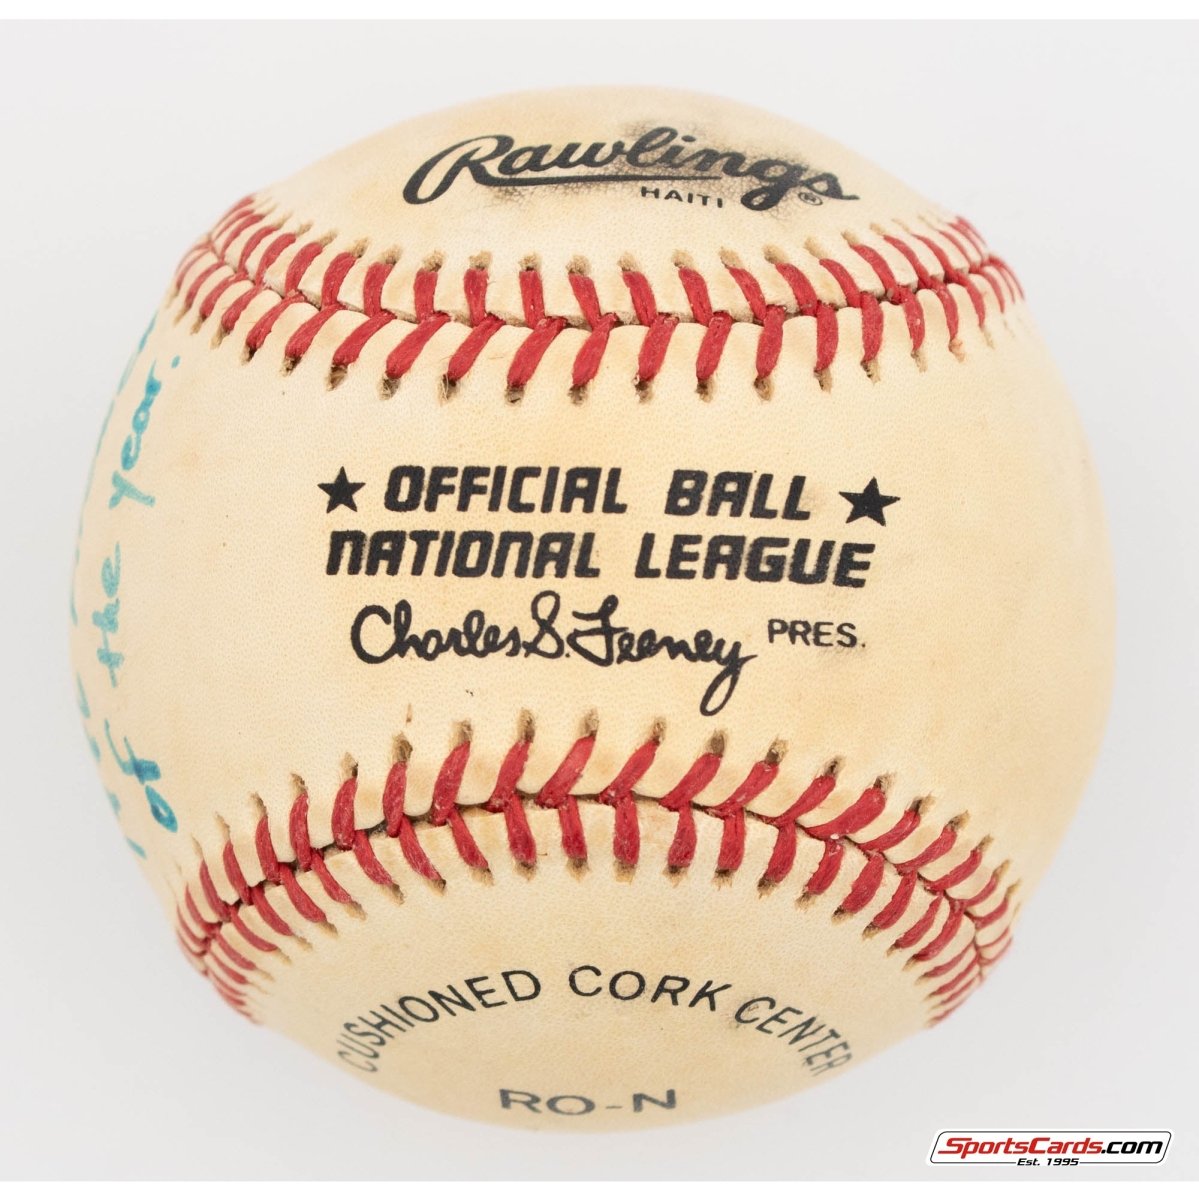 Rawlings®
HAITI
★ OFFICIAL BALL ★
NATIONAL LEAGUE
Charles S. Feeney PRES.
of the year.
CUSHIONED CORK CENTER
RO-N
SportsCards.com
Est. 1995